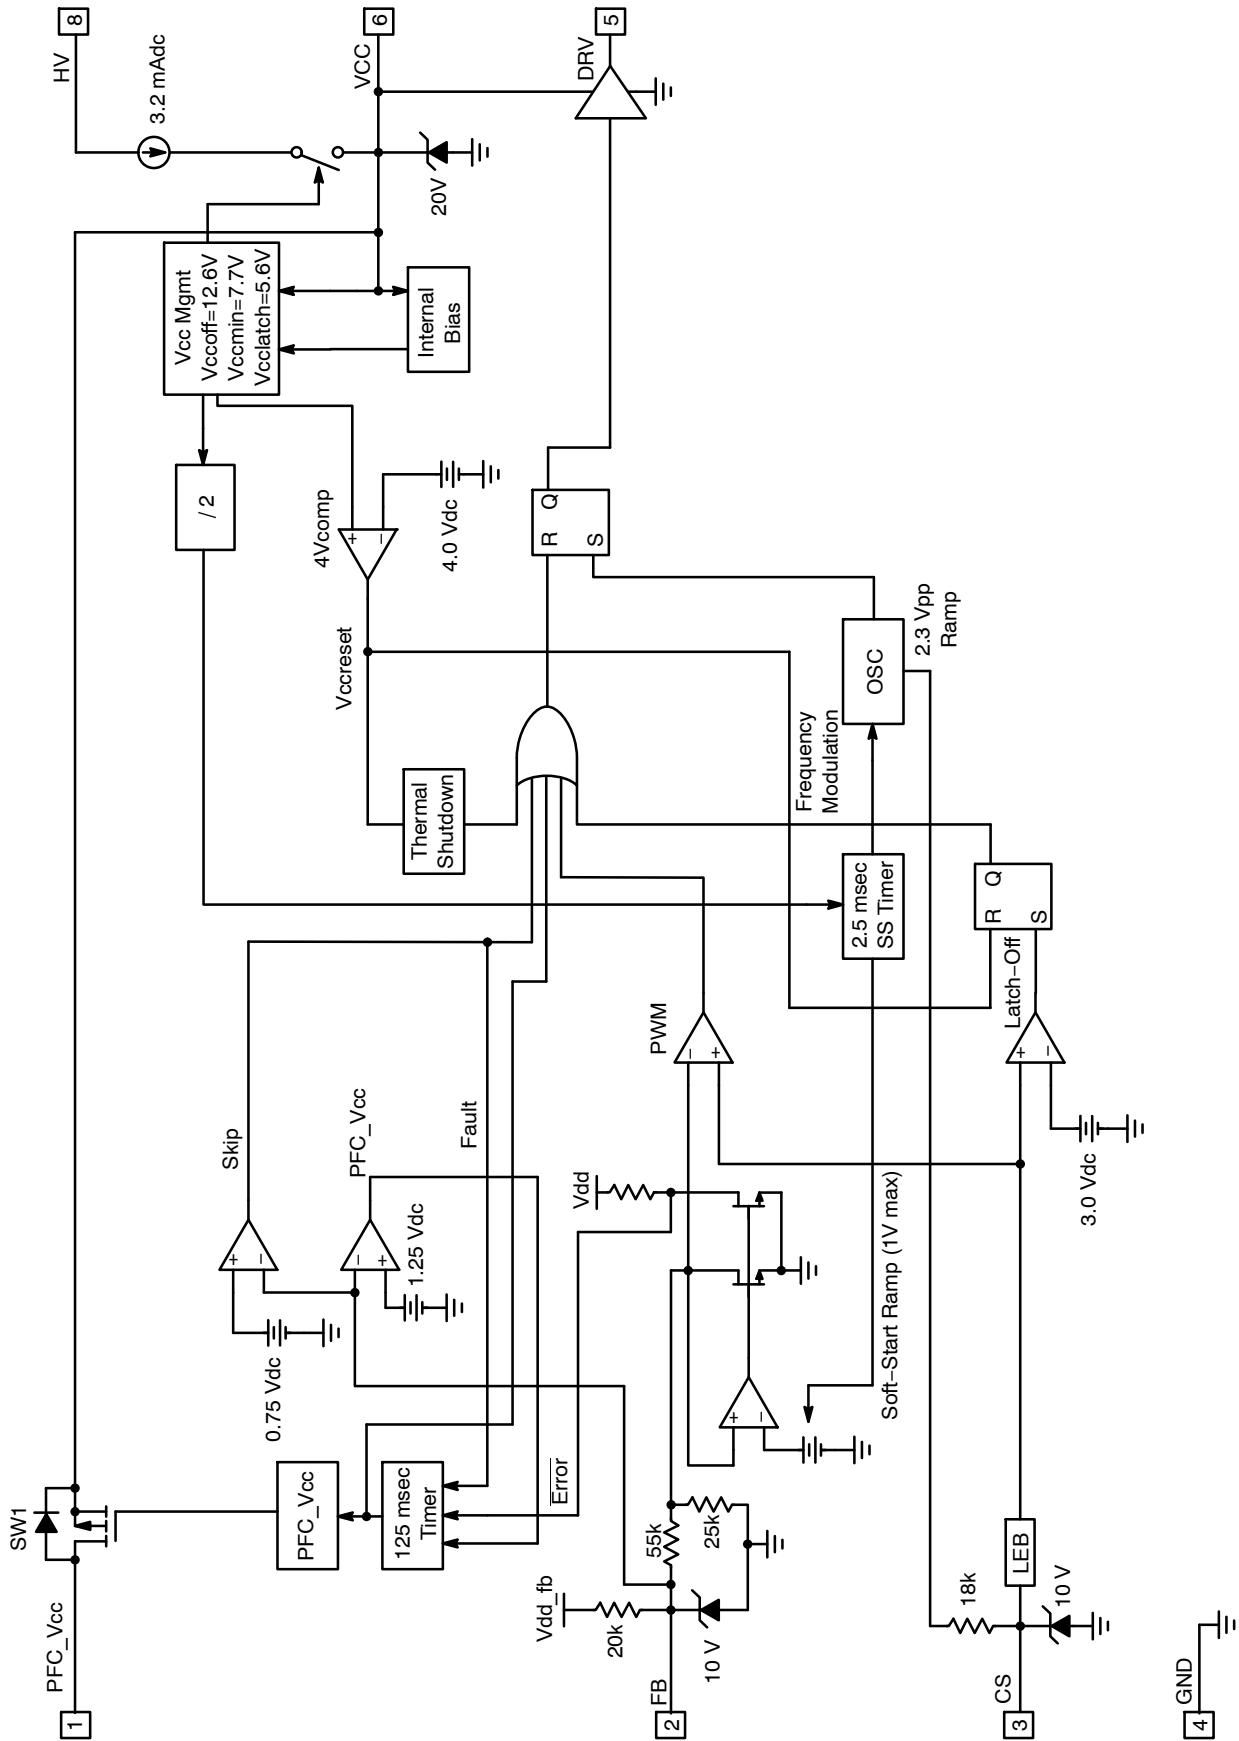 SW1
PFC_Vcc
1
HV
8
3.2 mAdc
VCC
6
20V
DRV
5
Vcc Mgmt
Vccoff=12.6V
Vccmin=7.7V
Vcclatch=5.6V
Internal
Bias
/ 2
4Vcomp
+
−
4.0 Vdc
Vccreset
Thermal
Shutdown
R
Q
S
Skip
+
−
0.75 Vdc
PFC_Vcc
−
+
1.25 Vdc
Fault
PFC_Vcc
125 msec
Timer
Error
Vdd_fb
20k
FB
2
10 V
55k
25k
Vdd
+
−
PWM
−
+
Soft−Start Ramp (1V max)
2.5 msec
SS Timer
Frequency
Modulation
OSC
2.3 Vpp
Ramp
Latch−Off
R
Q
S
+
−
3.0 Vdc
18k
CS
3
LEB
10 V
GND
4